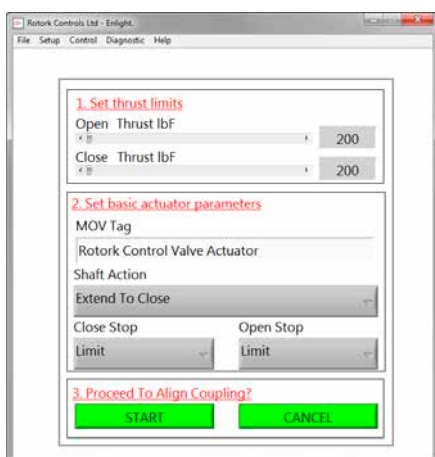 Rotork Controls Ltd - Enlight.
File Setup Control Diagnostic Help
1. Set thrust limits
Open Thrust lbF
200
Close Thrust lbF
200
2. Set basic actuator parameters
MOV Tag
Rotork Control Valve Actuator
Shaft Action
Extend To Close
Close Stop Open Stop
Limit Limit
3. Proceed To Align Coupling?
START CANCEL